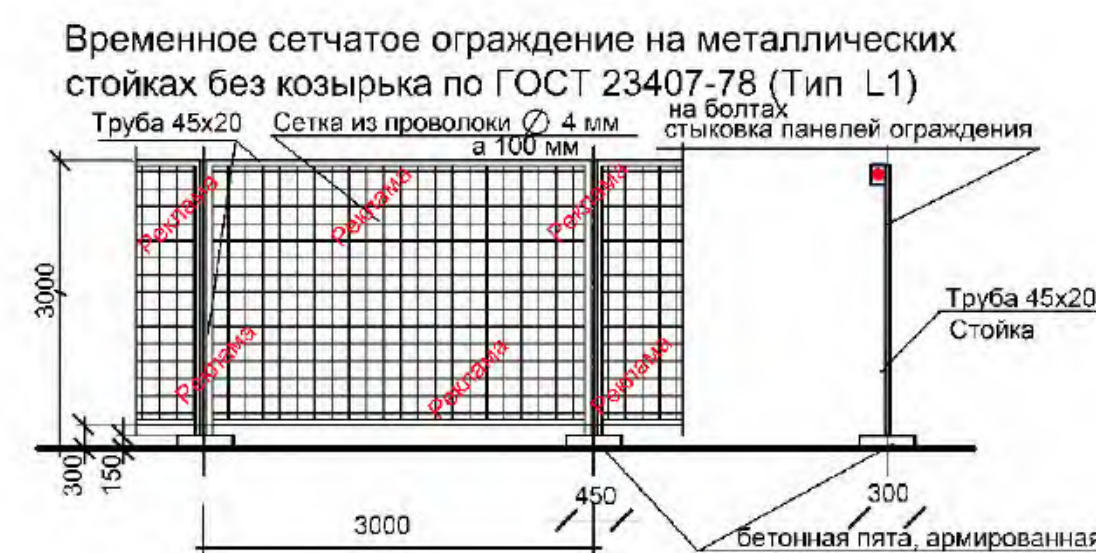 Временное сетчатое ограждение на металлических
стойках без козырька по ГОСТ 23407-78 (Тип L1)
Труба 45х20
Сетка из проволоки ∅ 4 мм
а 100 мм
на болтах
стыковка панелей ограждения
Реклама
Реклама
Реклама
3000
Труба 45х20
Стойка
Реклама
Реклама
Реклама
300
150
450
300
3000
бетонная пята, армированная